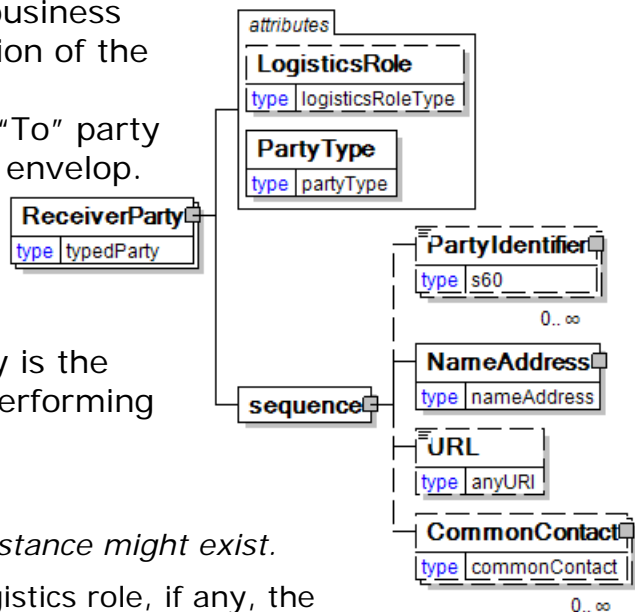 business
ion of the
"To" party
envelop.
y is the
erforming
stance might exist.
gistics role, if any, the
attributes
LogisticsRole
type logisticsRoleType
PartyType
type partyType
ReceiverParty
type typedParty
sequence
PartyIdentifier
type s60
0.. ∞
NameAddress
type nameAddress
URL
type anyURI
CommonContact
type commonContact
0.. ∞